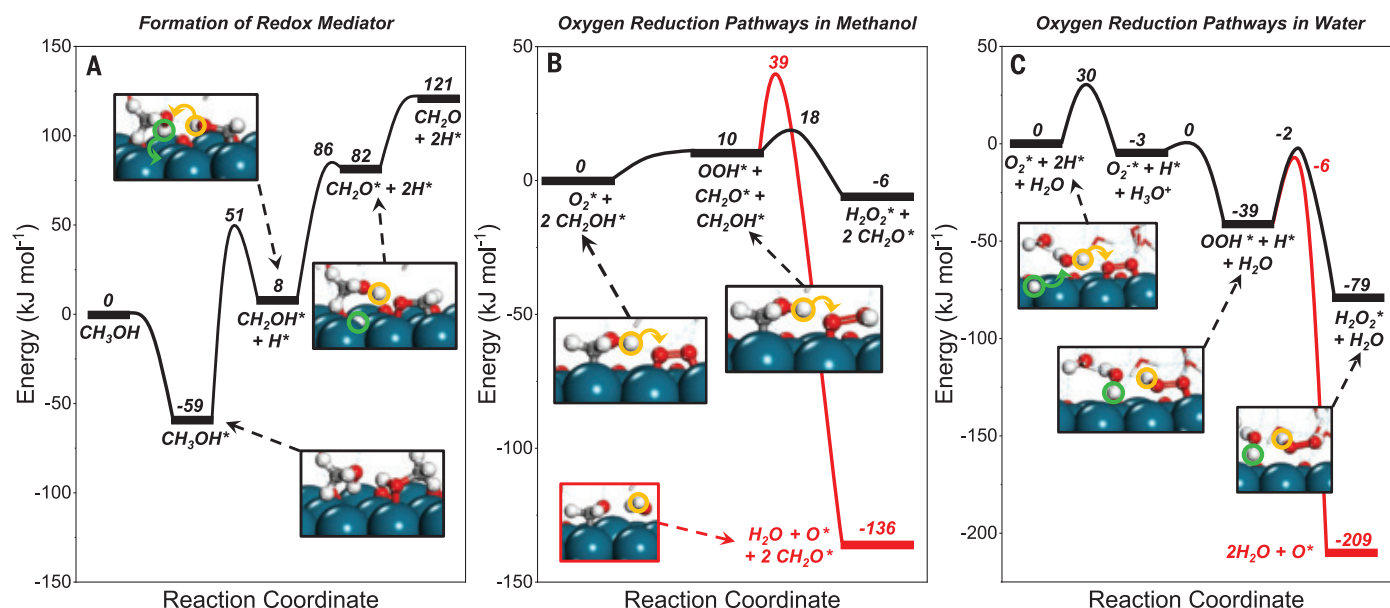 Formation of Redox Mediator
A
Energy (kJ mol⁻¹)
150
100
50
0
-50
-100
-150
0
CH₃OH
-59
CH₃OH*
51
8
CH₂OH*
+ H*
86
82
CH₂O* + 2H*
121
CH₂O
+ 2H*
Reaction Coordinate
Oxygen Reduction Pathways in Methanol
B
Energy (kJ mol⁻¹)
50
0
-50
-100
-150
0
O₂* +
2 CH₂OH*
10
OOH* +
CH₂O* +
CH₂OH*
39
18
-6
H₂O₂* +
2 CH₂O*
-136
H₂O + O*
+ 2 CH₂O*
Reaction Coordinate
Oxygen Reduction Pathways in Water
C
Energy (kJ mol⁻¹)
50
0
-50
-100
-150
-200
0
O₂* + 2H*
+ H₂O
30
-3
O₂⁻* + H*
+ H₃O⁺
0
-39
OOH* + H*
+ H₂O
-2
-6
-79
H₂O₂*
+ H₂O
2H₂O + O*
-209
Reaction Coordinate